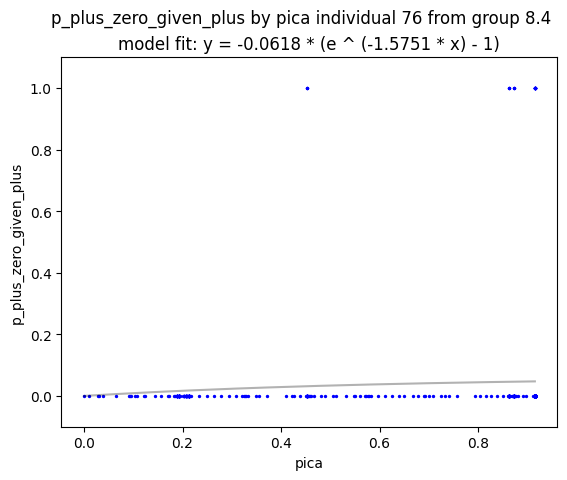 p_plus_zero_given_plus by pica individual 76 from group 8.4
model fit: y = -0.0618 * (e ^ (-1.5751 * x) - 1)
1.0
0.8
0.6
0.4
0.2
0.0
p_plus_zero_given_plus
0.0 0.2 0.4 0.6 0.8
pica